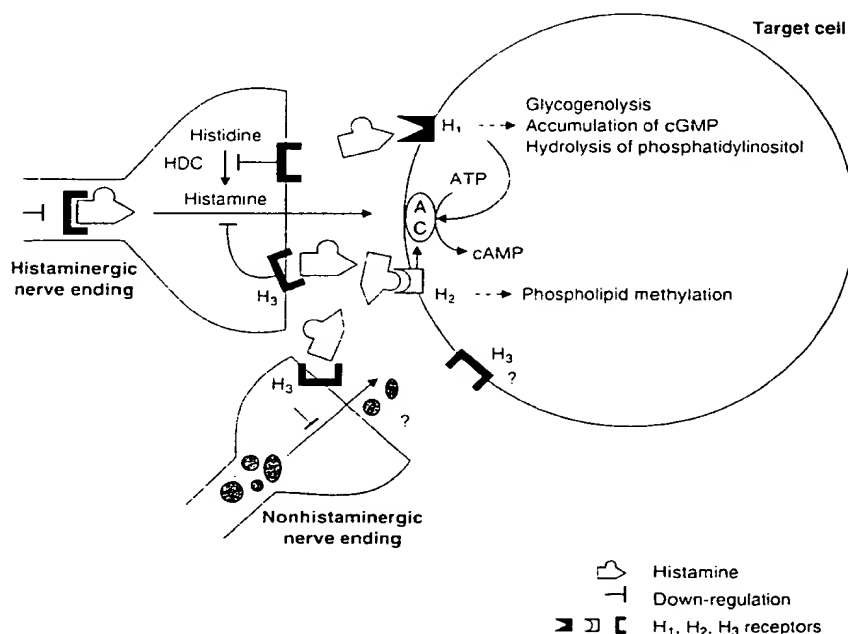 Target cell
Glycogenolysis
Accumulation of cGMP
Hydrolysis of phosphatidylinositol
H₁
Histidine
HDC
Histamine
ATP
A
C
cAMP
Histaminergic
nerve ending
H₃
H₂
Phospholipid methylation
H₃
?
H₃
?
Nonhistaminergic
nerve ending
Histamine
Down-regulation
H₁, H₂, H₃ receptors